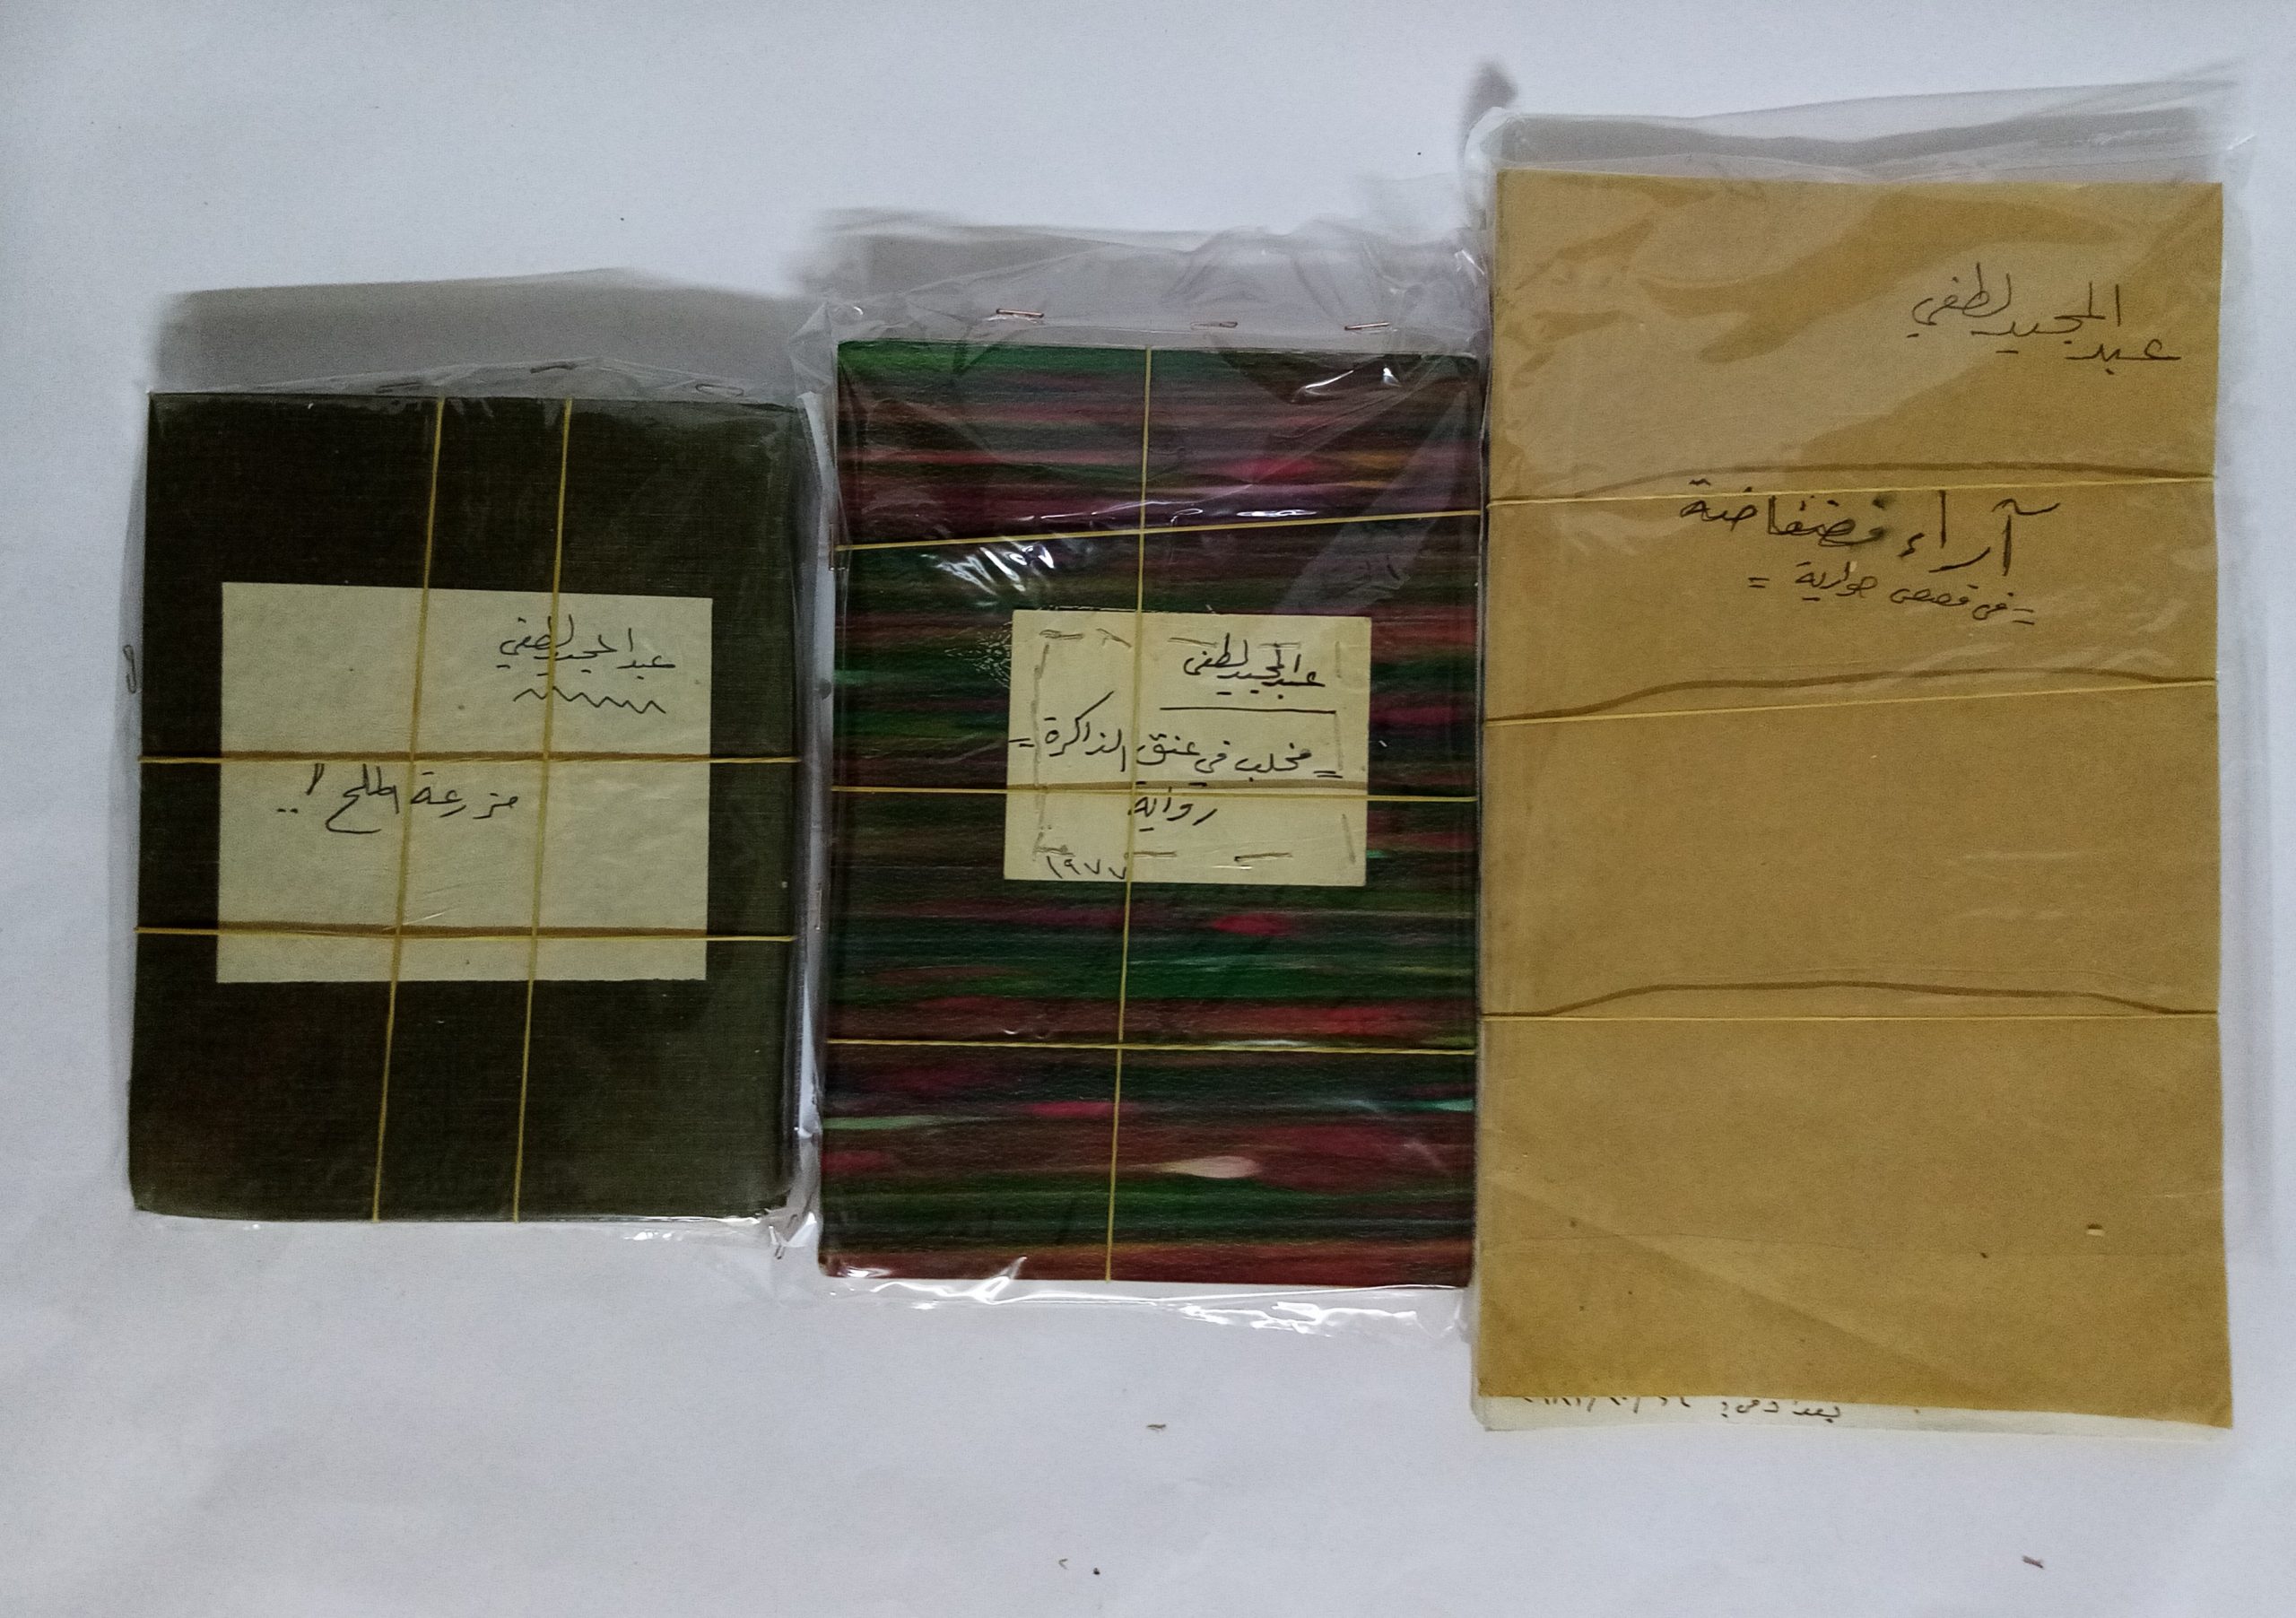 عبد المجيد لطفي
آراء فضفاضة
= في قصص حوارية =
عبد المجيد لطفي
= مخلب في عنق الذاكرة =
رواية
١٩٧٧
عبد المجيد لطفي
مزرعة الملح !..